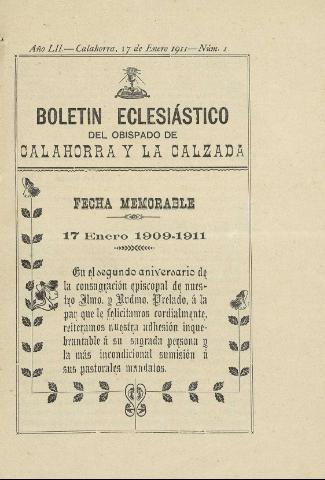 Año LII.—Calahorra, 17 de Enero 1911—Núm. 1
BOLETIN ECLESIÁSTICO
DEL OBISPADO DE
CALAHORRA Y LA CALZADA
FECHA MEMORABLE
17 Enero 1909-1911
En el segundo aniversario de
la consagración episcopal de nues-
tro Ilmo. y Rvdmo. Prelado, á la
par que le felicitamos cordialmente,
reiteramos nuestra adhesión inque-
brantable á su sagrada persona y
la más incondicional sumisión á
sus pastorales mandatos.